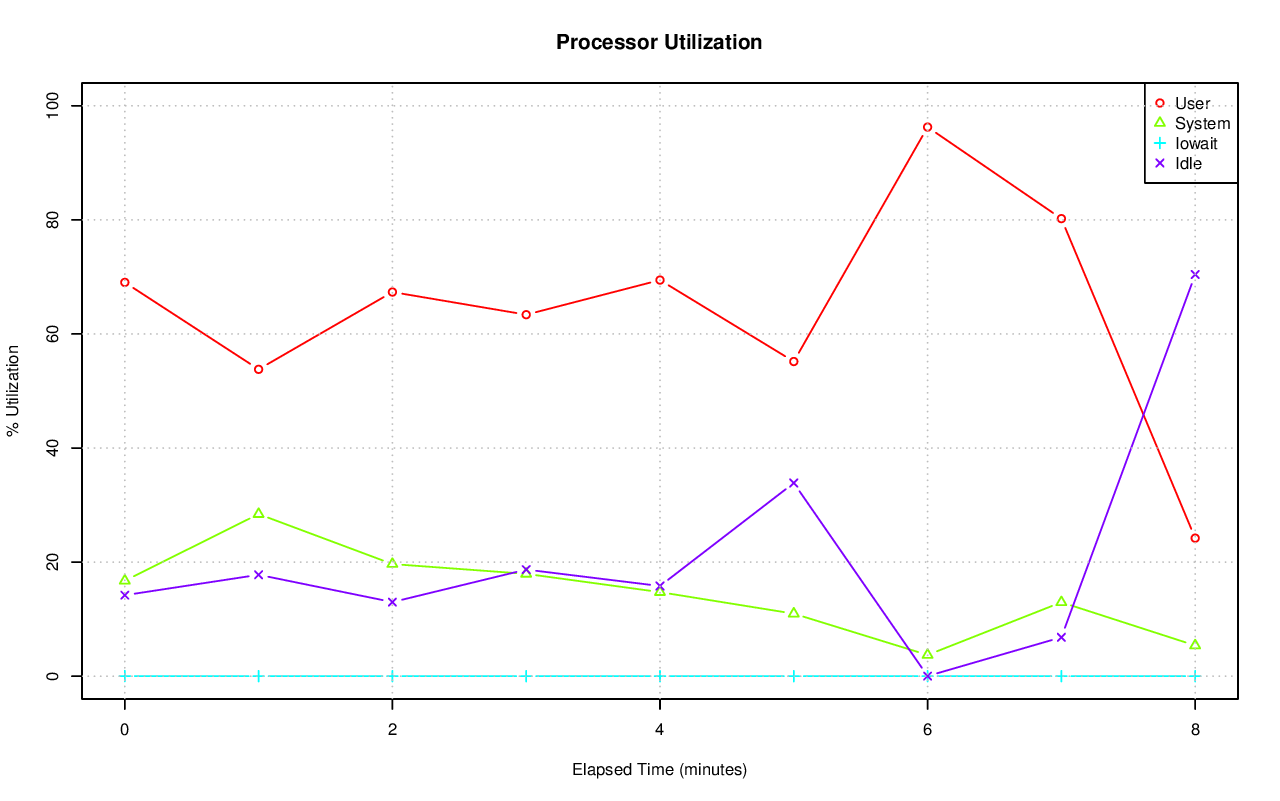 Processor Utilization
User
System
Iowait
Idle
% Utilization
100
80
60
40
20
0
0 2 4 6 8
Elapsed Time (minutes)